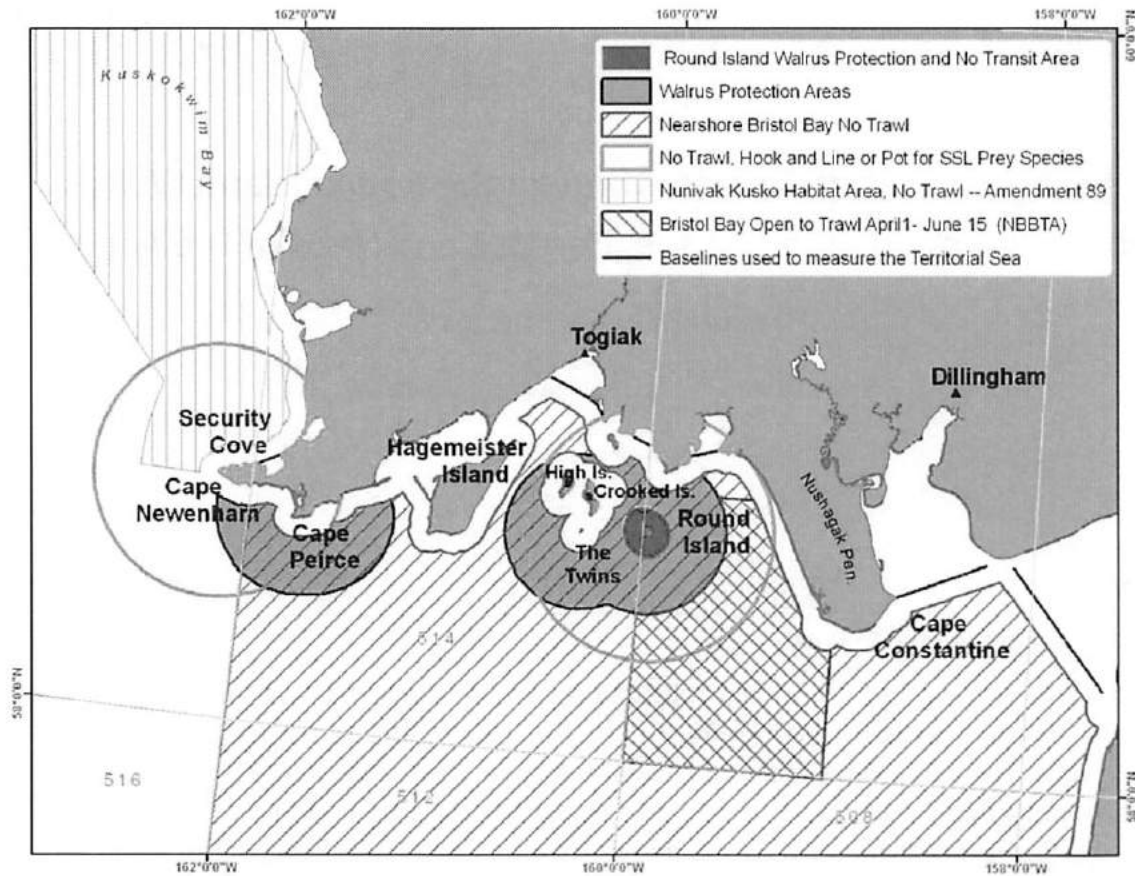 162°0'0"W
160°0'0"W
158°0'0"W
Kuskokwim Bay
Round Island Walrus Protection and No Transit Area
Walrus Protection Areas
Nearshore Bristol Bay No Trawl
No Trawl, Hook and Line or Pot for SSL Prey Species
Nunivak Kusko Habitat Area, No Trawl -- Amendment 89
Bristol Bay Open to Trawl April1- June 15 (NBBTA)
Baselines used to measure the Territorial Sea
Togiak
Dillingham
Security
Cove
Hagemeister
Island
High Is.
Crooked Is.
Cape
Newenham
Cape
Peirce
Round
Island
The
Twins
Nushagak Pen.
Cape
Constantine
514
58°0'0"N
516
512
508
162°0'0"W
160°0'0"W
158°0'0"W